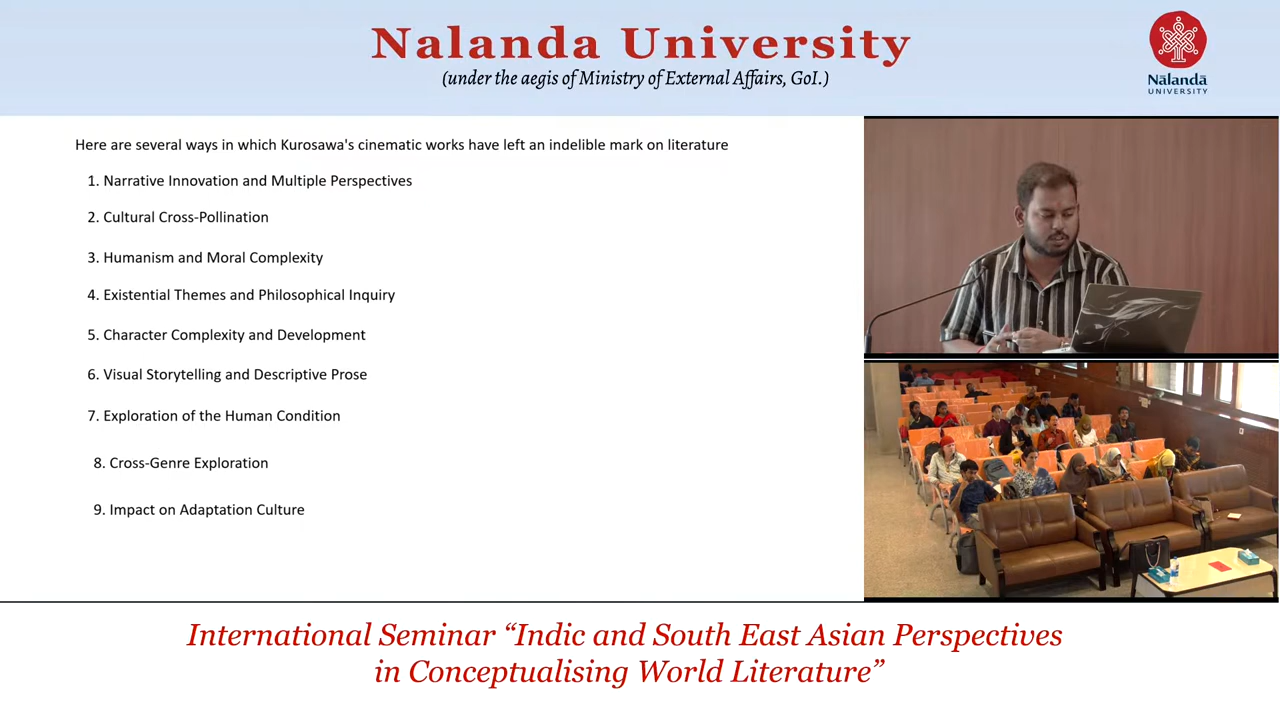 Nalanda University
(under the aegis of Ministry of External Affairs, GoI.)
Nālandā
UNIVERSITY
Here are several ways in which Kurosawa's cinematic works have left an indelible mark on literature
1. Narrative Innovation and Multiple Perspectives
2. Cultural Cross-Pollination
3. Humanism and Moral Complexity
4. Existential Themes and Philosophical Inquiry
5. Character Complexity and Development
6. Visual Storytelling and Descriptive Prose
7. Exploration of the Human Condition
8. Cross-Genre Exploration
9. Impact on Adaptation Culture
International Seminar “Indic and South East Asian Perspectives
in Conceptualising World Literature”